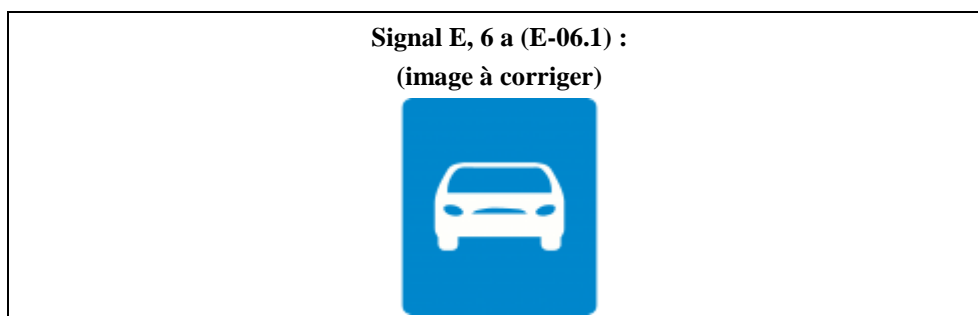 Signal E, 6 a (E-06.1) :
(image à corriger)